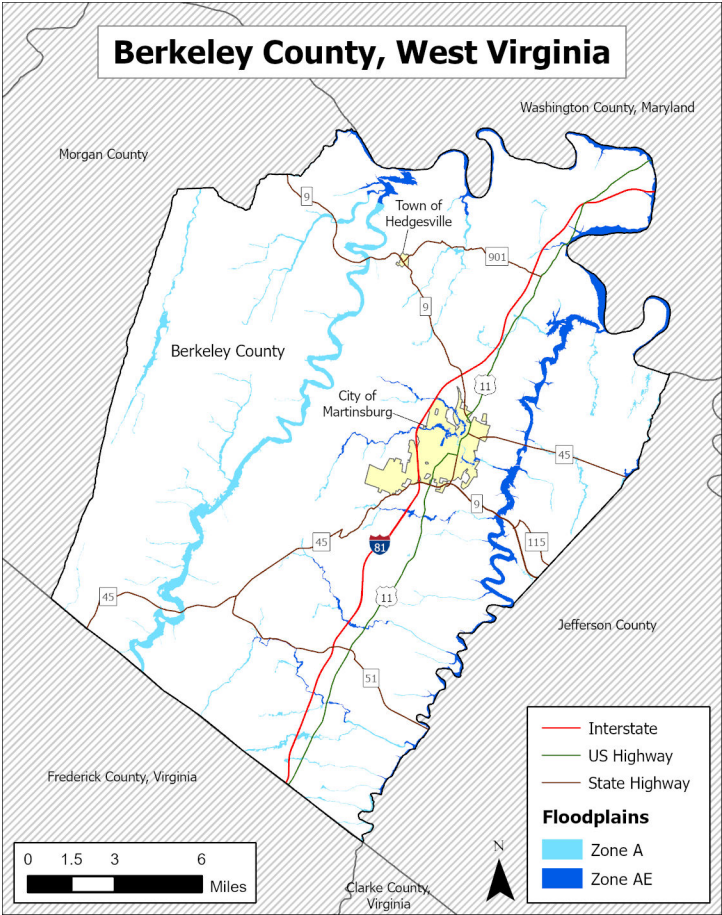 Berkeley County, West Virginia
Washington County, Maryland
Morgan County
9
Town of
Hedgesville
901
9
Berkeley County
11
City of
Martinsburg
45
9
45
81
115
45
11
Jefferson County
51
Frederick County, Virginia
Interstate
US Highway
State Highway
Floodplains
Zone A
Zone AE
N
0 1.5 3 6
Miles
Clarke County,
Virginia